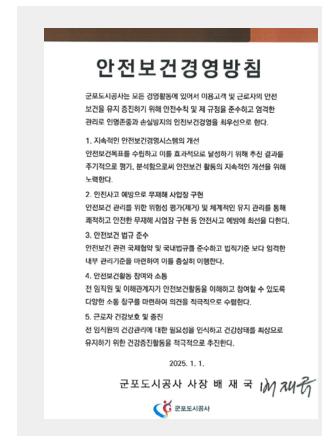 안전보건경영방침
군포도시공사는 모든 경영활동에 있어서 이용고객 및 근로자의 안전
보건을 유지 증진하기 위해 안전수칙 및 제 규정을 준수하고 엄격한
관리로 인명존중과 손실방지의 안전보건경영을 최우선으로 한다.
1. 지속적인 안전보건경영시스템의 개선
안전보건목표를 수립하고 이를 효과적으로 달성하기 위해 추진 결과를
주기적으로 평가, 분석함으로써 안전보건 활동의 지속적인 개선을 위해
노력한다.
2. 안전사고 예방으로 무재해 사업장 구현
안전보건 관리를 위한 위험성 평가(제거) 및 체계적인 유지 관리를 통해
쾌적하고 안전한 무재해 사업장 구현 등 안전사고 예방에 최선을 다한다.
3. 안전보건 법규 준수
안전보건 관련 국제협약 및 국내법규를 준수하고 법적기준 보다 엄격한
내부 관리기준을 마련하여 이를 충실히 이행한다.
4. 안전보건활동 참여와 소통
전 임직원 및 이해관계자가 안전보건활동을 이해하고 참여할 수 있도록
다양한 소통 창구를 마련하여 의견을 적극적으로 수렴한다.
5. 근로자 건강보호 및 증진
전 임직원의 건강관리에 대한 필요성을 인식하고 건강상태를 최상으로
유지하기 위한 건강증진활동을 적극적으로 추진한다.
2025. 1. 1.
군포도시공사 사장 배 재 국 배재국
군포도시공사